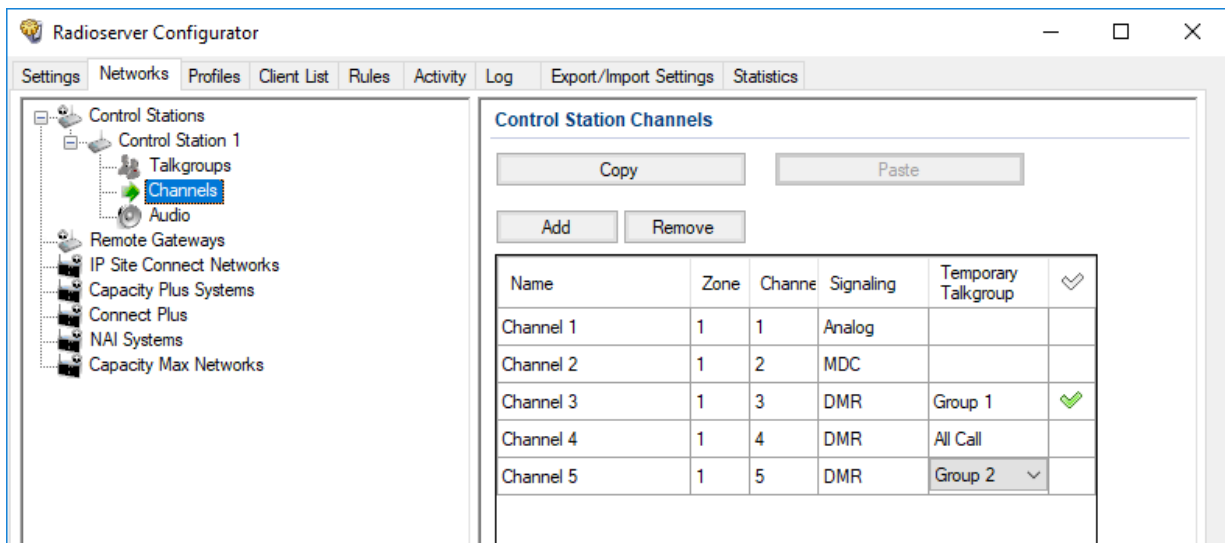 Radioserver Configurator
Settings Networks Profiles Client List Rules Activity Log Export/Import Settings Statistics
Control Stations
Control Station 1
Talkgroups
Channels
Audio
Remote Gateways
IP Site Connect Networks
Capacity Plus Systems
Connect Plus
NAI Systems
Capacity Max Networks
Control Station Channels
Copy Paste
Add Remove
Name Zone Channe Signaling Temporary Talkgroup
Channel 1 1 1 Analog
Channel 2 1 2 MDC
Channel 3 1 3 DMR Group 1
Channel 4 1 4 DMR All Call
Channel 5 1 5 DMR Group 2